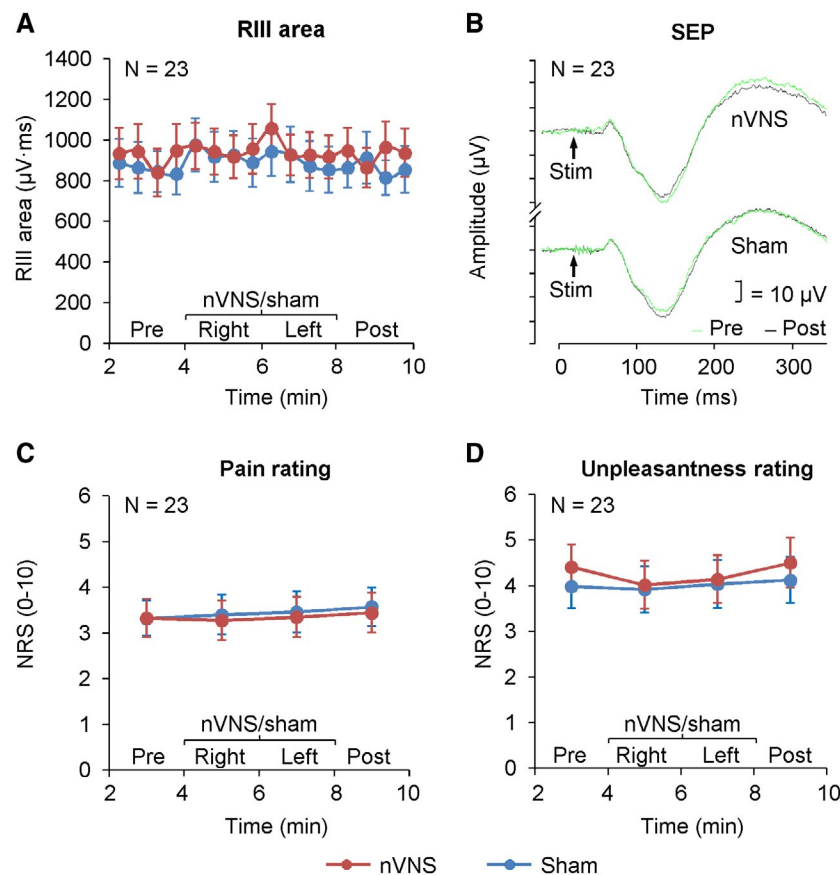 A
RIII area
N = 23
RIII area (µV·ms)
1400
1200
1000
800
600
400
200
0
nVNS/sham
Pre Right Left Post
2 4 6 8 10
Time (min)
B
SEP
N = 23
Amplitude (µV)
nVNS
Stim
Sham
Stim
= 10 µV
Pre Post
0 100 200 300
Time (ms)
C
Pain rating
N = 23
NRS (0-10)
6
5
4
3
2
1
0
nVNS/sham
Pre Right Left Post
2 4 6 8 10
Time (min)
D
Unpleasantness rating
N = 23
NRS (0-10)
6
5
4
3
2
1
0
nVNS/sham
Pre Right Left Post
2 4 6 8 10
Time (min)
nVNS Sham